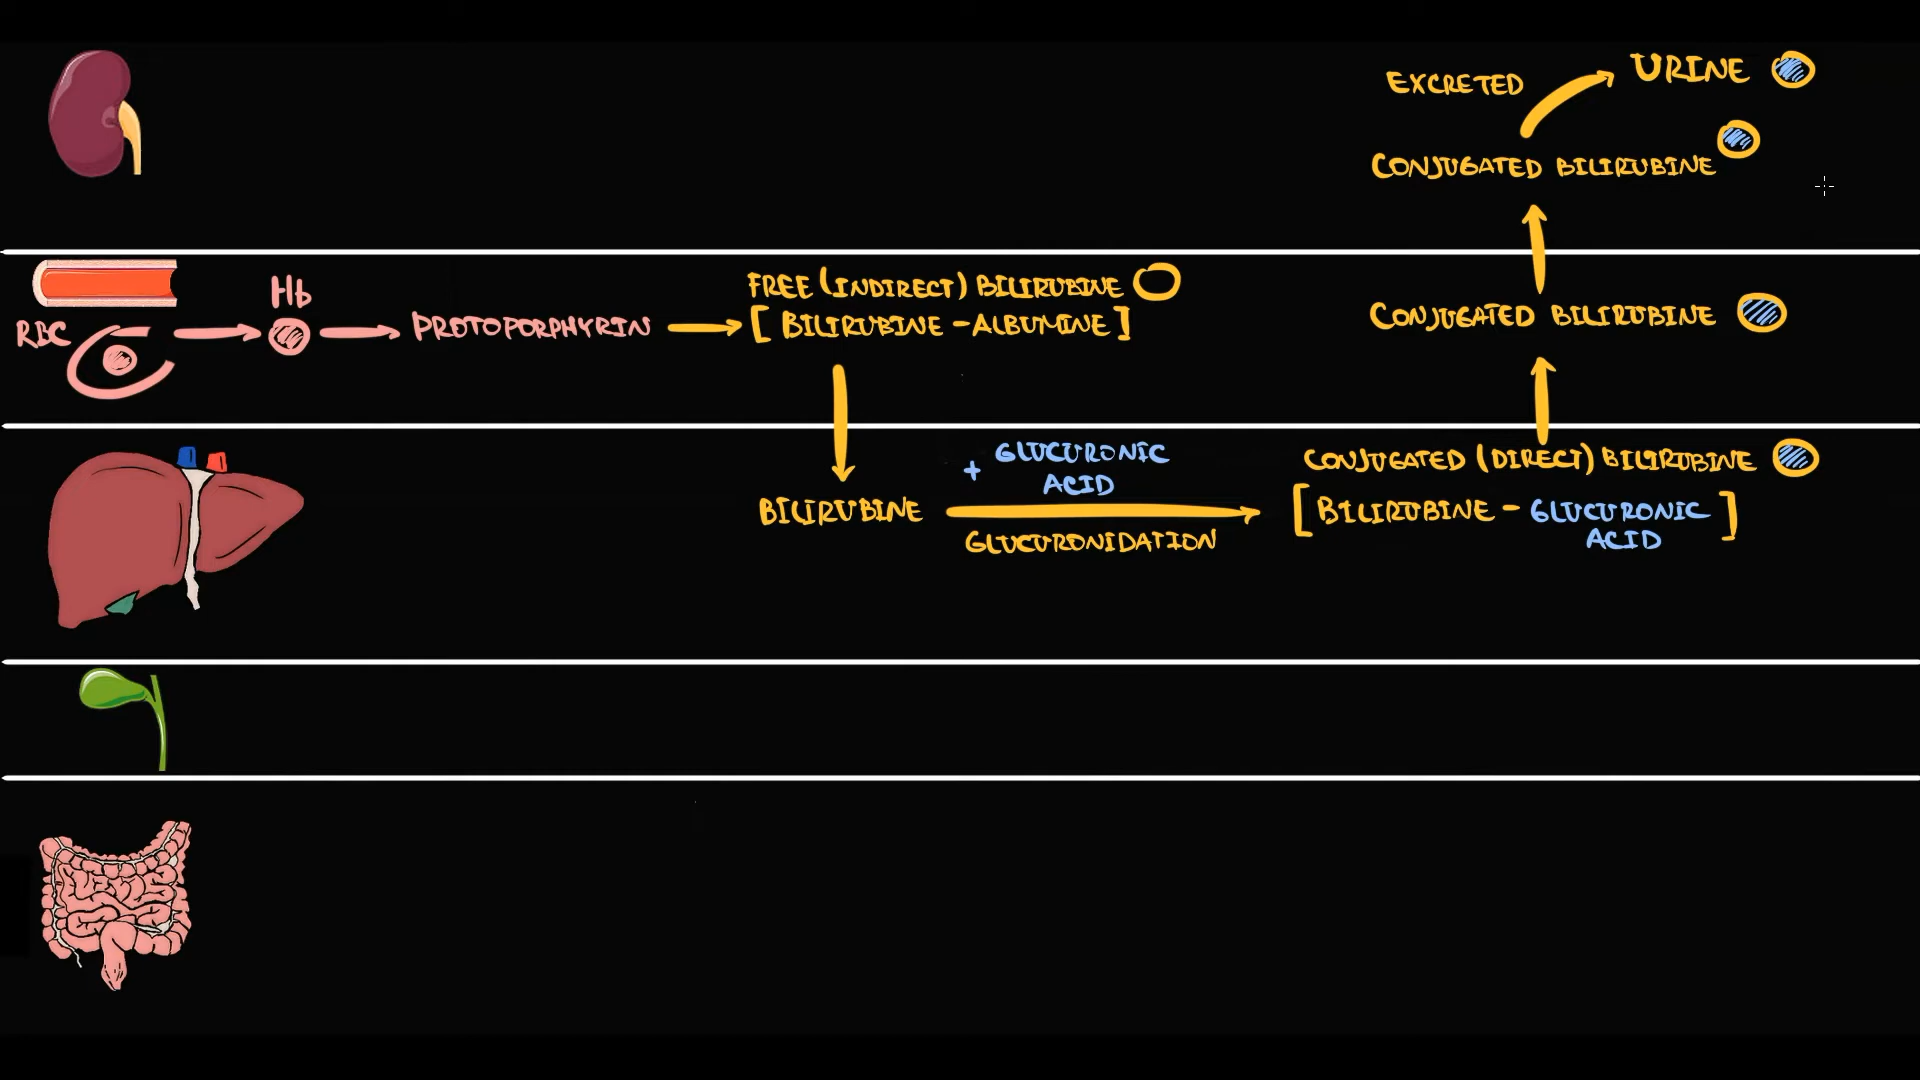 EXCRETED
URINE
CONJUGATED BILIRUBINE
RBC
Hb
PROTOPORPHYRIN
FREE (INDIRECT) BILIRUBINE
[BILIRUBINE - ALBUMINE]
CONJUGATED BILIRUBINE
BILIRUBINE
+ GLUCURONIC
ACID
GLUCURONIDATION
CONJUGATED (DIRECT) BILIRUBINE
[BILIRUBINE - GLUCURONIC
ACID]